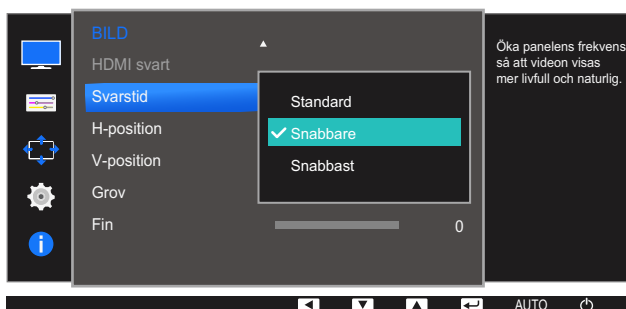 BILD
HDMI svart
Svarstid
H-position
V-position
Grov
Fin
Standard
Snabbare
Snabbast
0
Öka panelens frekvens
så att videon visas
mer livfull och naturlig.
AUTO